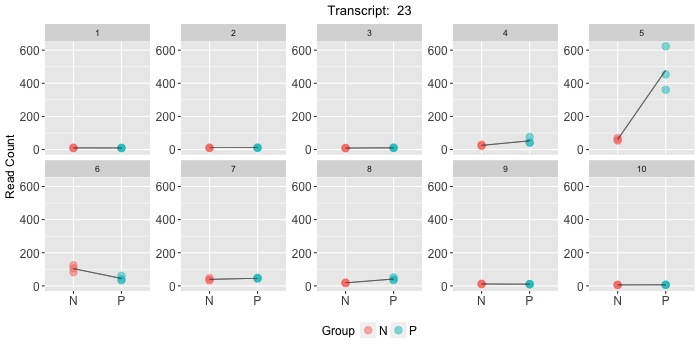 Transcript: 23
1 2 3 4 5
600 600 600 600 600
400 400 400 400 400
200 200 200 200 200
0 0 0 0 0
Read Count
6 7 8 9 10
600 600 600 600 600
400 400 400 400 400
200 200 200 200 200
0 0 0 0 0
N P N P N P N P N P
Group N P